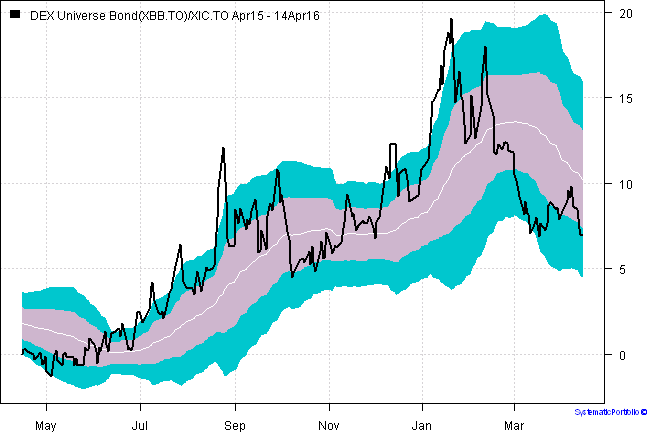 DEX Universe Bond(XBB.TO)/XIC.TO Apr15 - 14Apr16
20
15
10
5
0
May Jul Sep Nov Jan Mar
SystematicPortfolio ©